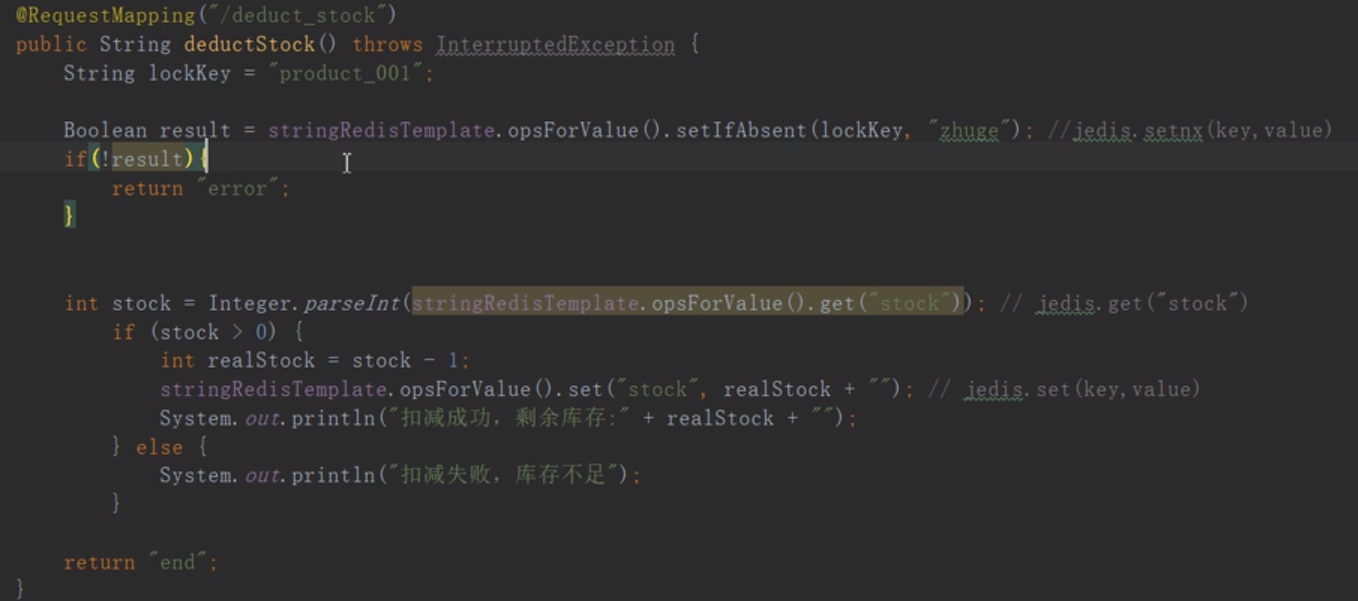 @RequestMapping("/deduct_stock")
public String deductStock() throws InterruptedException {
    String lockKey = "product_001";
    Boolean result = stringRedisTemplate.opsForValue().setIfAbsent(lockKey, "zhuge"); //jedis.setnx(key,value)
    if(!result){
        return "error";
    }
    int stock = Integer.parseInt(stringRedisTemplate.opsForValue().get("stock")); // jedis.get("stock")
        if (stock > 0) {
            int realStock = stock - 1;
            stringRedisTemplate.opsForValue().set("stock", realStock + ""); // jedis.set(key,value)
            System.out.println("扣减成功，剩余库存:" + realStock + "");
        } else {
            System.out.println("扣减失败，库存不足");
        }
    return "end";
}